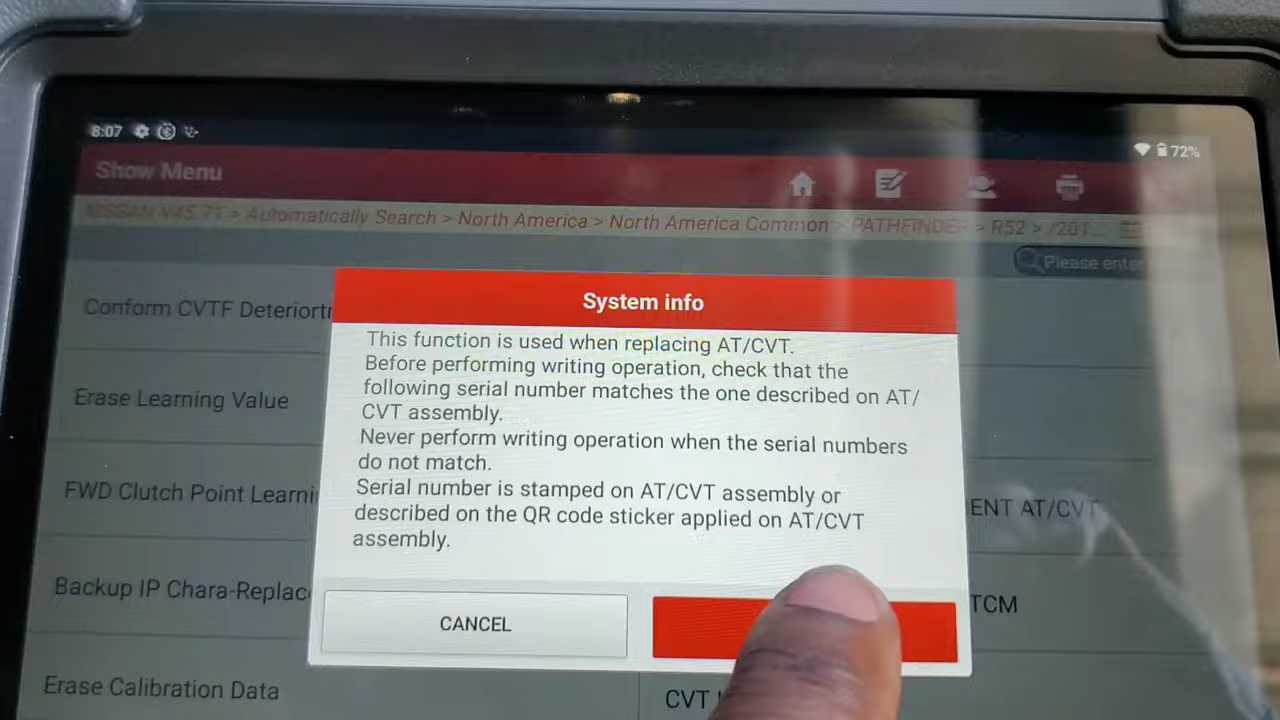 8:07
72%
Show Menu
NISSAN V45.71 > Automatically Search > North America > North America Common > PATHFINDER > R52 > /201...
Please enter
Conform CVTF Deteriortn
System info
This function is used when replacing AT/CVT.
Before performing writing operation, check that the
following serial number matches the one described on AT/
CVT assembly.
Never perform writing operation when the serial numbers
do not match.
Serial number is stamped on AT/CVT assembly or
described on the QR code sticker applied on AT/CVT
assembly.
CANCEL
Erase Learning Value
FWD Clutch Point Learni
ENT AT/CVT
Backup IP Chara-Replac
TCM
Erase Calibration Data
CVT